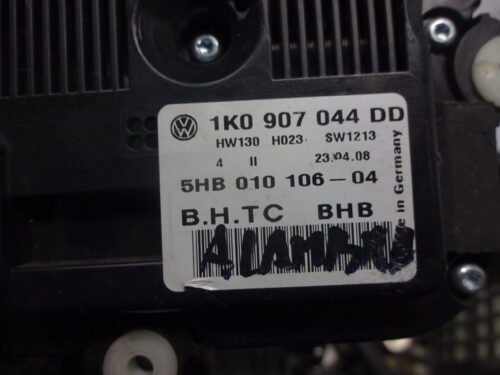 1K0 907 044 DD
HW130 H023 SW1213
4 II 23.04.08
5HB 010 106-04
B.H.TC BHB
in Germany